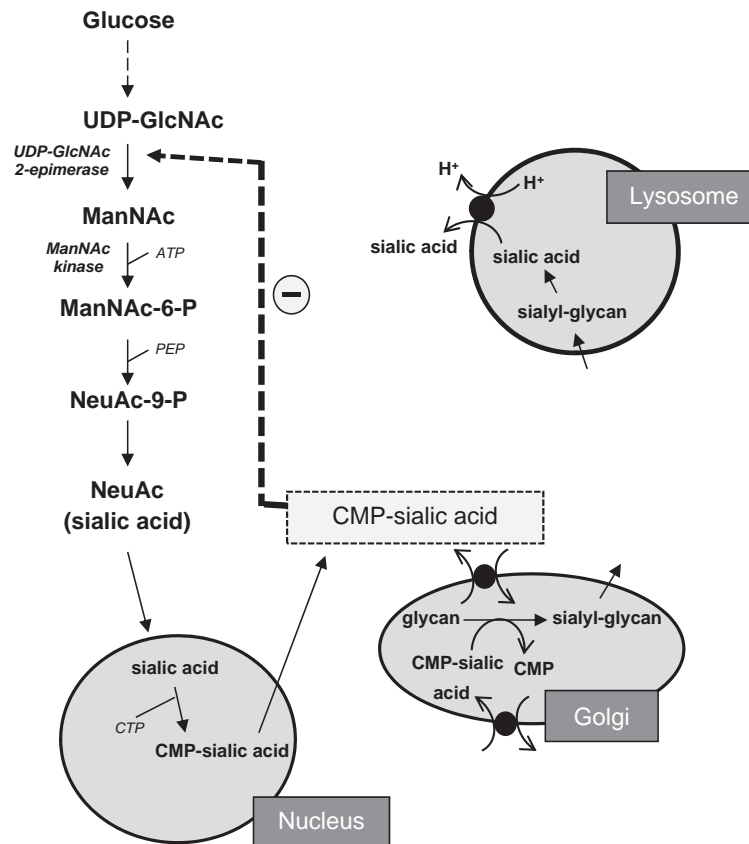 Glucose
UDP-GlcNAc
UDP-GlcNAc
2-epimerase
ManNAc
ManNAc
kinase
ATP
ManNAc-6-P
PEP
NeuAc-9-P
NeuAc
(sialic acid)
H+
H+
Lysosome
sialic acid
sialic acid
sialyl-glycan
−
CMP-sialic acid
glycan
sialyl-glycan
CMP-sialic
acid
CMP
Golgi
sialic acid
CTP
CMP-sialic acid
Nucleus